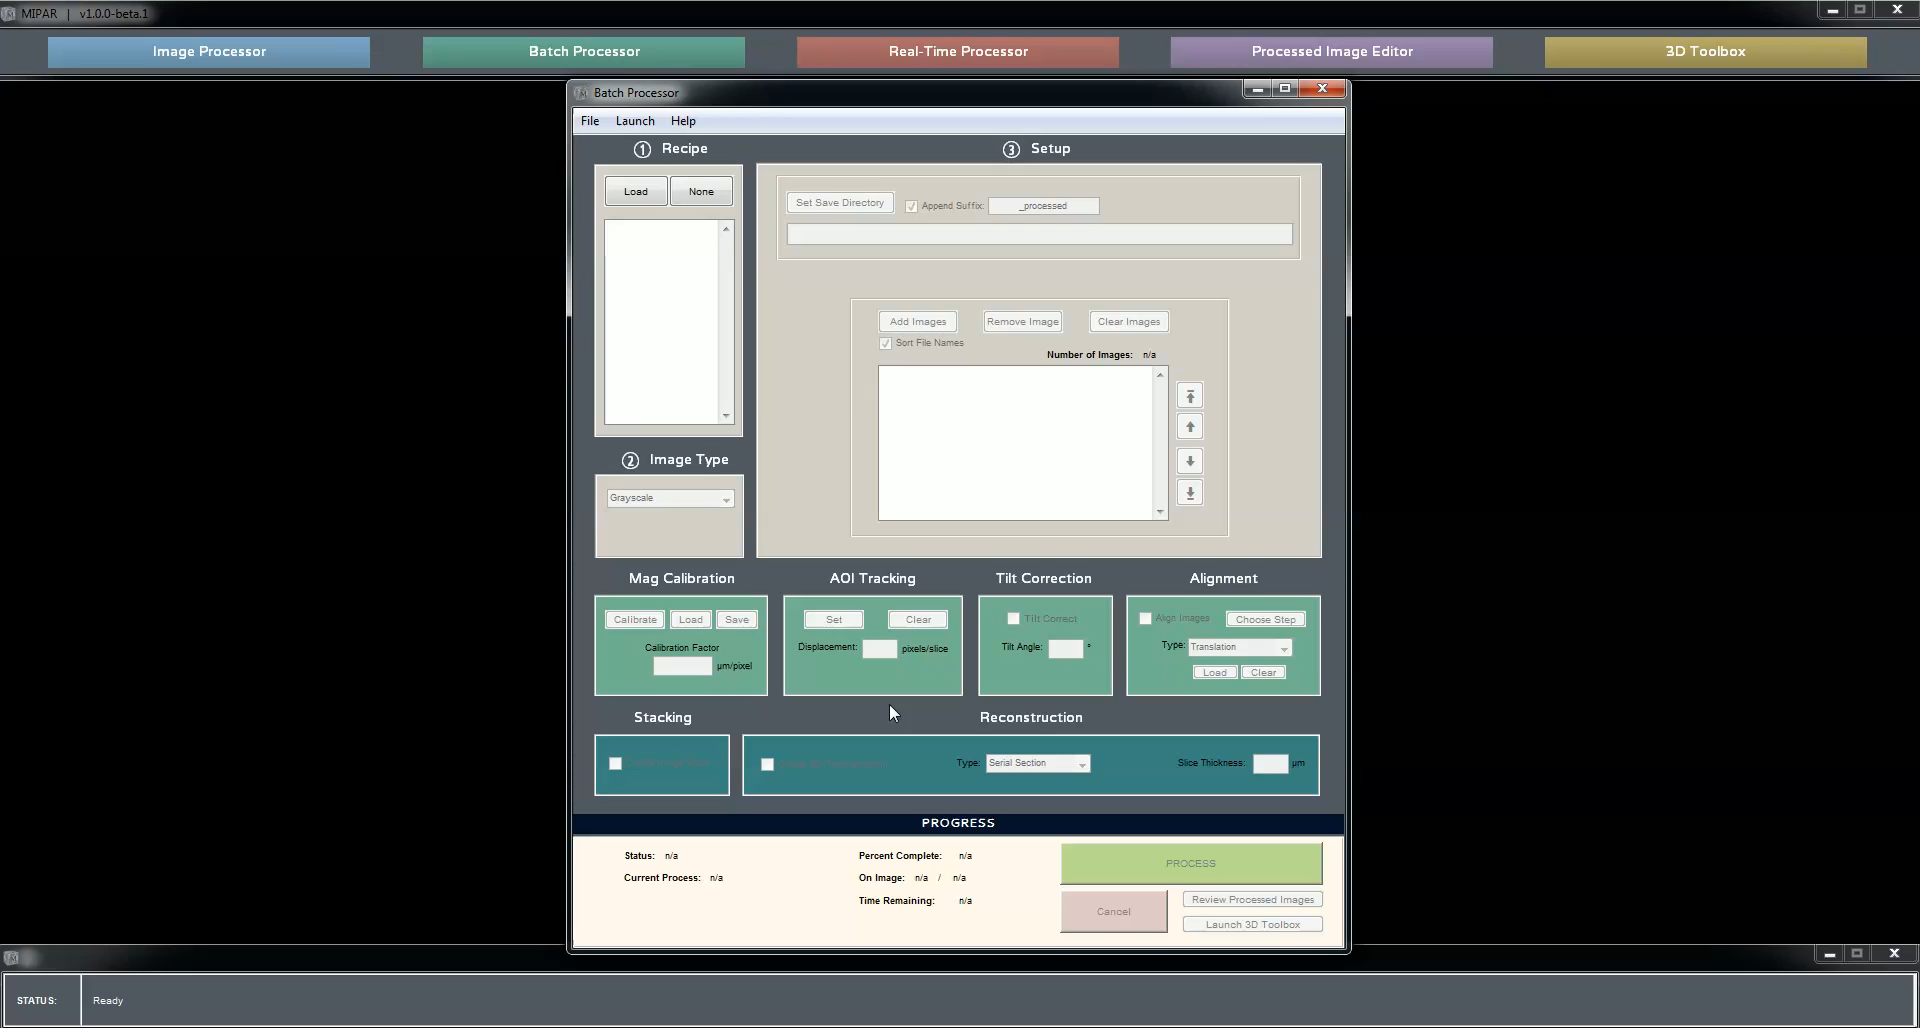 MIPAR | v1.0.0-beta.1
Image Processor
Batch Processor
Real-Time Processor
Processed Image Editor
3D Toolbox
Batch Processor
File Launch Help
1 Recipe
Load None
2 Image Type
Grayscale
3 Setup
Set Save Directory Append Suffix: _processed
Add Images Remove Image Clear Images
Sort File Names
Number of Images: n/a
Mag Calibration
Calibrate Load Save
Calibration Factor
µm/pixel
AOI Tracking
Set Clear
Displacement: pixels/slice
Tilt Correction
Tilt Correct
Tilt Angle: °
Alignment
Align Images Choose Step
Type: Translation
Load Clear
Stacking
Reconstruction
Type: Serial Section Slice Thickness: µm
PROGRESS
Status: n/a
Current Process: n/a
Percent Complete: n/a
On Image: n/a / n/a
Time Remaining: n/a
PROCESS
Cancel
Review Processed Images
Launch 3D Toolbox
STATUS: Ready